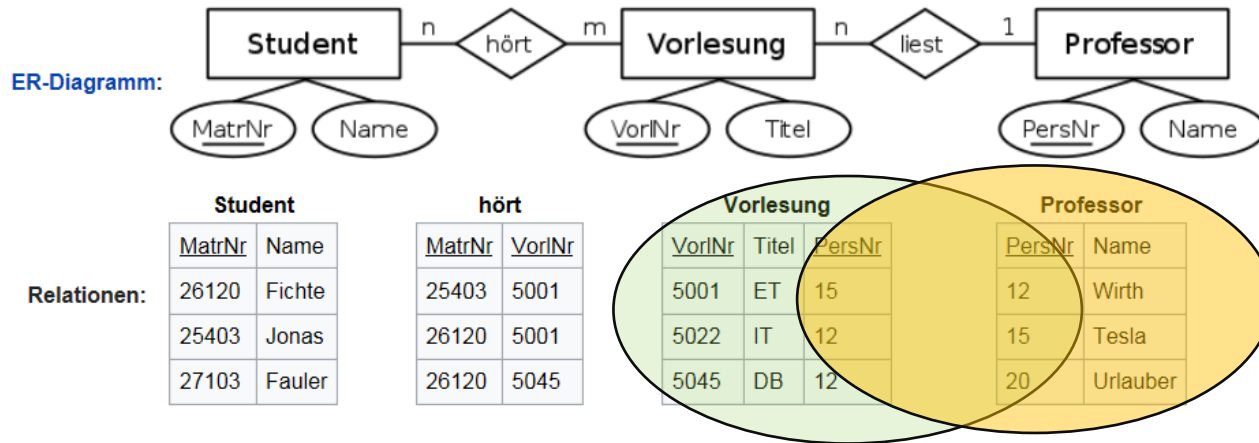 Student n hört m Vorlesung n liest 1 Professor
ER-Diagramm:
MatrNr Name VorlNr Titel PersNr Name
Student hört Vorlesung Professor
MatrNr Name MatrNr VorlNr VorlNr Titel PersNr PersNr Name
Relationen: 26120 Fichte 25403 5001 5001 ET 15 12 Wirth
25403 Jonas 26120 5001 5022 IT 12 15 Tesla
27103 Fauler 26120 5045 5045 DB 12 20 Urlauber